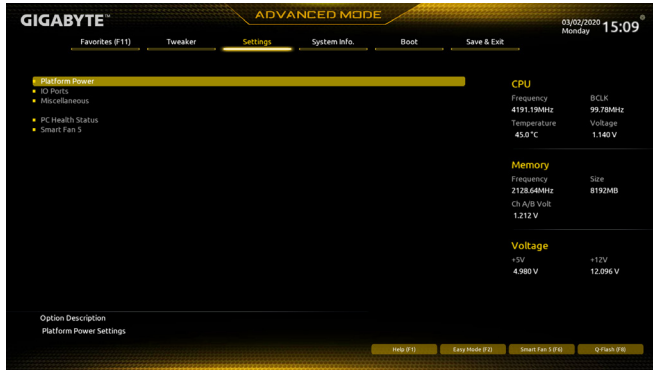 GIGABYTE™
ADVANCED MODE
03/02/2020
Monday
15:09
Favorites (F11) Tweaker Settings System Info. Boot Save & Exit
Platform Power
IO Ports
Miscellaneous
PC Health Status
Smart Fan 5
CPU
Frequency BCLK
4191.19MHz 99.78MHz
Temperature Voltage
45.0 °C 1.140 V
Memory
Frequency Size
2128.64MHz 8192MB
Ch A/B Volt
1.212 V
Voltage
+5V +12V
4.980 V 12.096 V
Option Description
Platform Power Settings
Help (F1) Easy Mode (F2) Smart Fan 5 (F6) Q-Flash (F8)